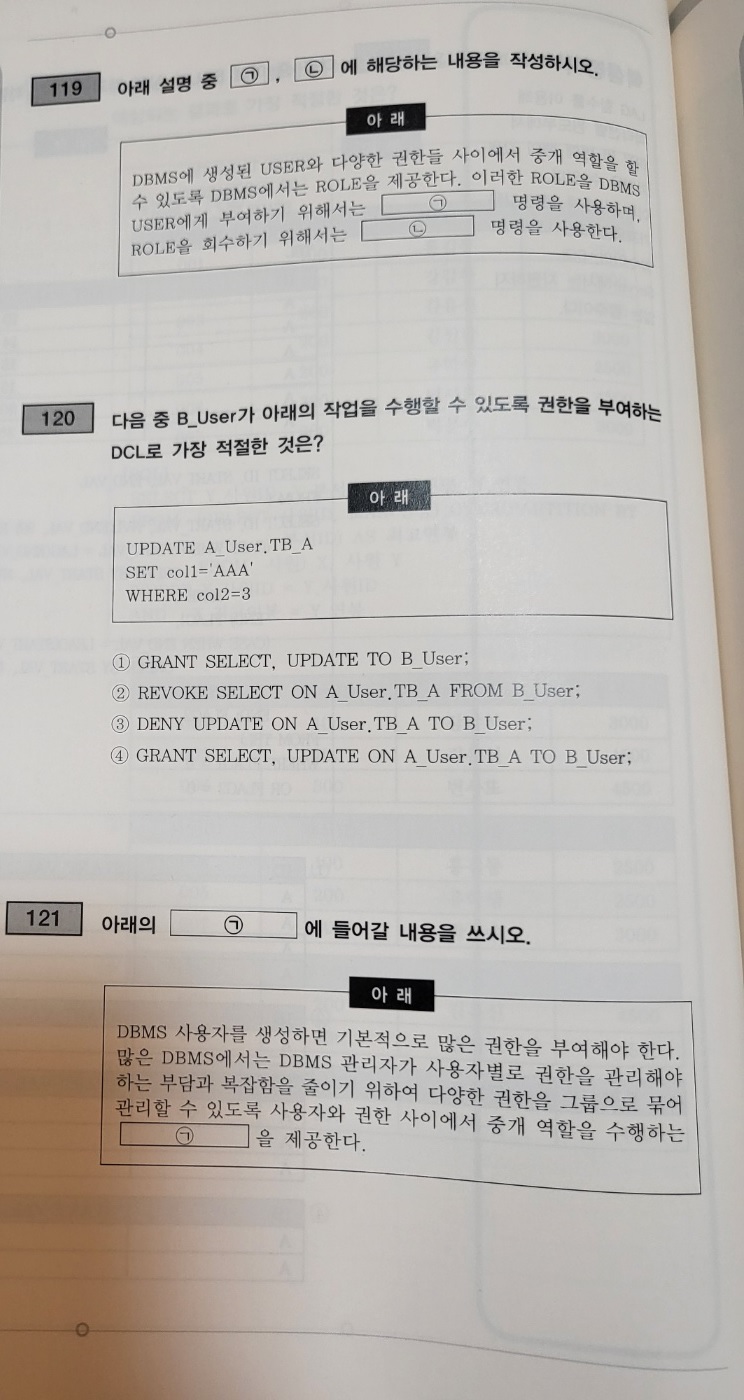 119 아래 설명 중 ㉠, ㉡에 해당하는 내용을 작성하시오.
아 래
DBMS에 생성된 USER와 다양한 권한들 사이에서 중개 역할을 할
수 있도록 DBMS에서는 ROLE을 제공한다. 이러한 ROLE을 DBMS
USER에게 부여하기 위해서는 ㉠ 명령을 사용하며,
ROLE을 회수하기 위해서는 ㉡ 명령을 사용한다.
120 다음 중 B_User가 아래의 작업을 수행할 수 있도록 권한을 부여하는
DCL로 가장 적절한 것은?
아 래
UPDATE A_User.TB_A
SET col1='AAA'
WHERE col2=3
① GRANT SELECT, UPDATE TO B_User;
② REVOKE SELECT ON A_User.TB_A FROM B_User;
③ DENY UPDATE ON A_User.TB_A TO B_User;
④ GRANT SELECT, UPDATE ON A_User.TB_A TO B_User;
121 아래의 ㉠에 들어갈 내용을 쓰시오.
아 래
DBMS 사용자를 생성하면 기본적으로 많은 권한을 부여해야 한다.
많은 DBMS에서는 DBMS 관리자가 사용자별로 권한을 관리해야
하는 부담과 복잡함을 줄이기 위하여 다양한 권한을 그룹으로 묶어
관리할 수 있도록 사용자와 권한 사이에서 중개 역할을 수행하는
㉠을 제공한다.